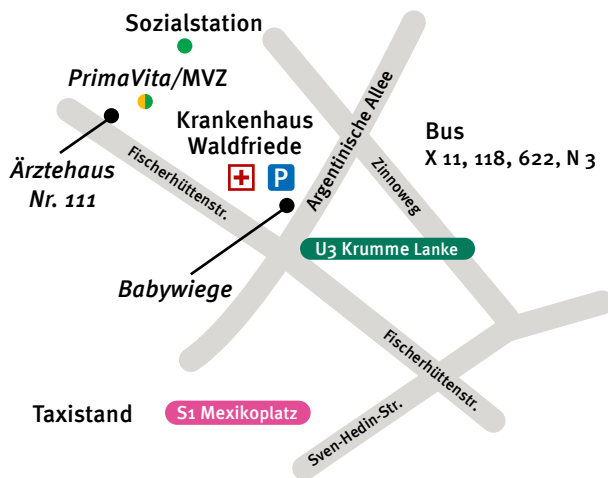 Sozialstation
PrimaVita/MVZ
Krankenhaus
Waldfriede
P
Ärztehaus
Nr. 111
Fischerhüttenstr.
Argentinische Allee
Zinnoweg
Bus
X 11, 118, 622, N 3
U3 Krumme Lanke
Babywiege
Fischerhüttenstr.
Sven-Hedin-Str.
Taxistand
S1 Mexikoplatz